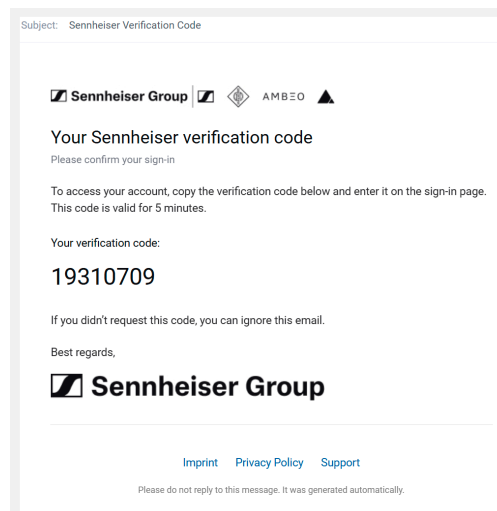 Subject: Sennheiser Verification Code
Sennheiser Group AMBEO
Your Sennheiser verification code
Please confirm your sign-in
To access your account, copy the verification code below and enter it on the sign-in page.
This code is valid for 5 minutes.
Your verification code:
19310709
If you didn't request this code, you can ignore this email.
Best regards,
Sennheiser Group
Imprint Privacy Policy Support
Please do not reply to this message. It was generated automatically.